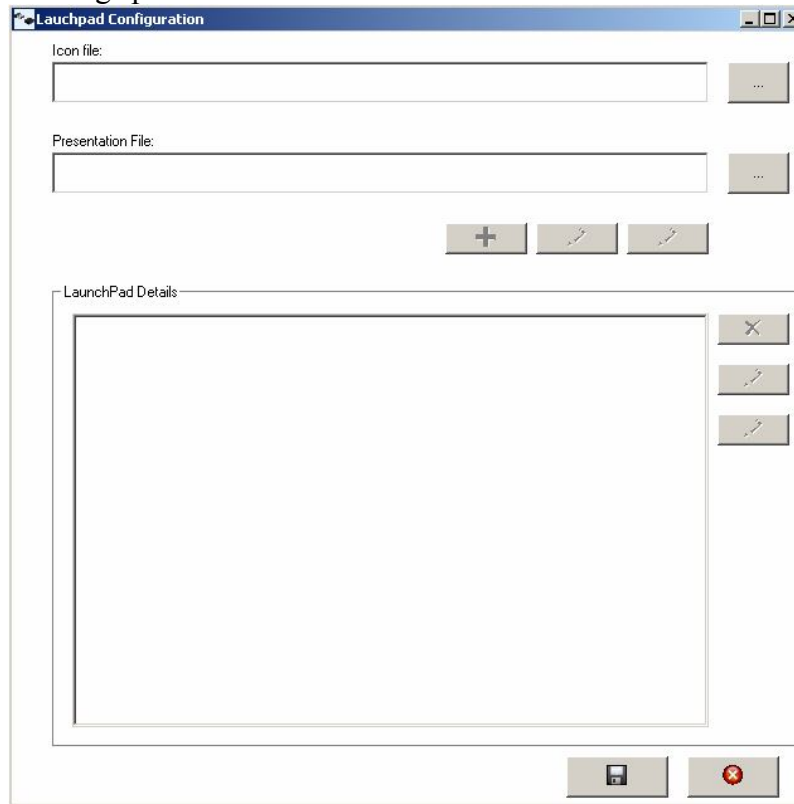 Lauchpad Configuration
Icon file:
...
Presentation File:
...
LaunchPad Details